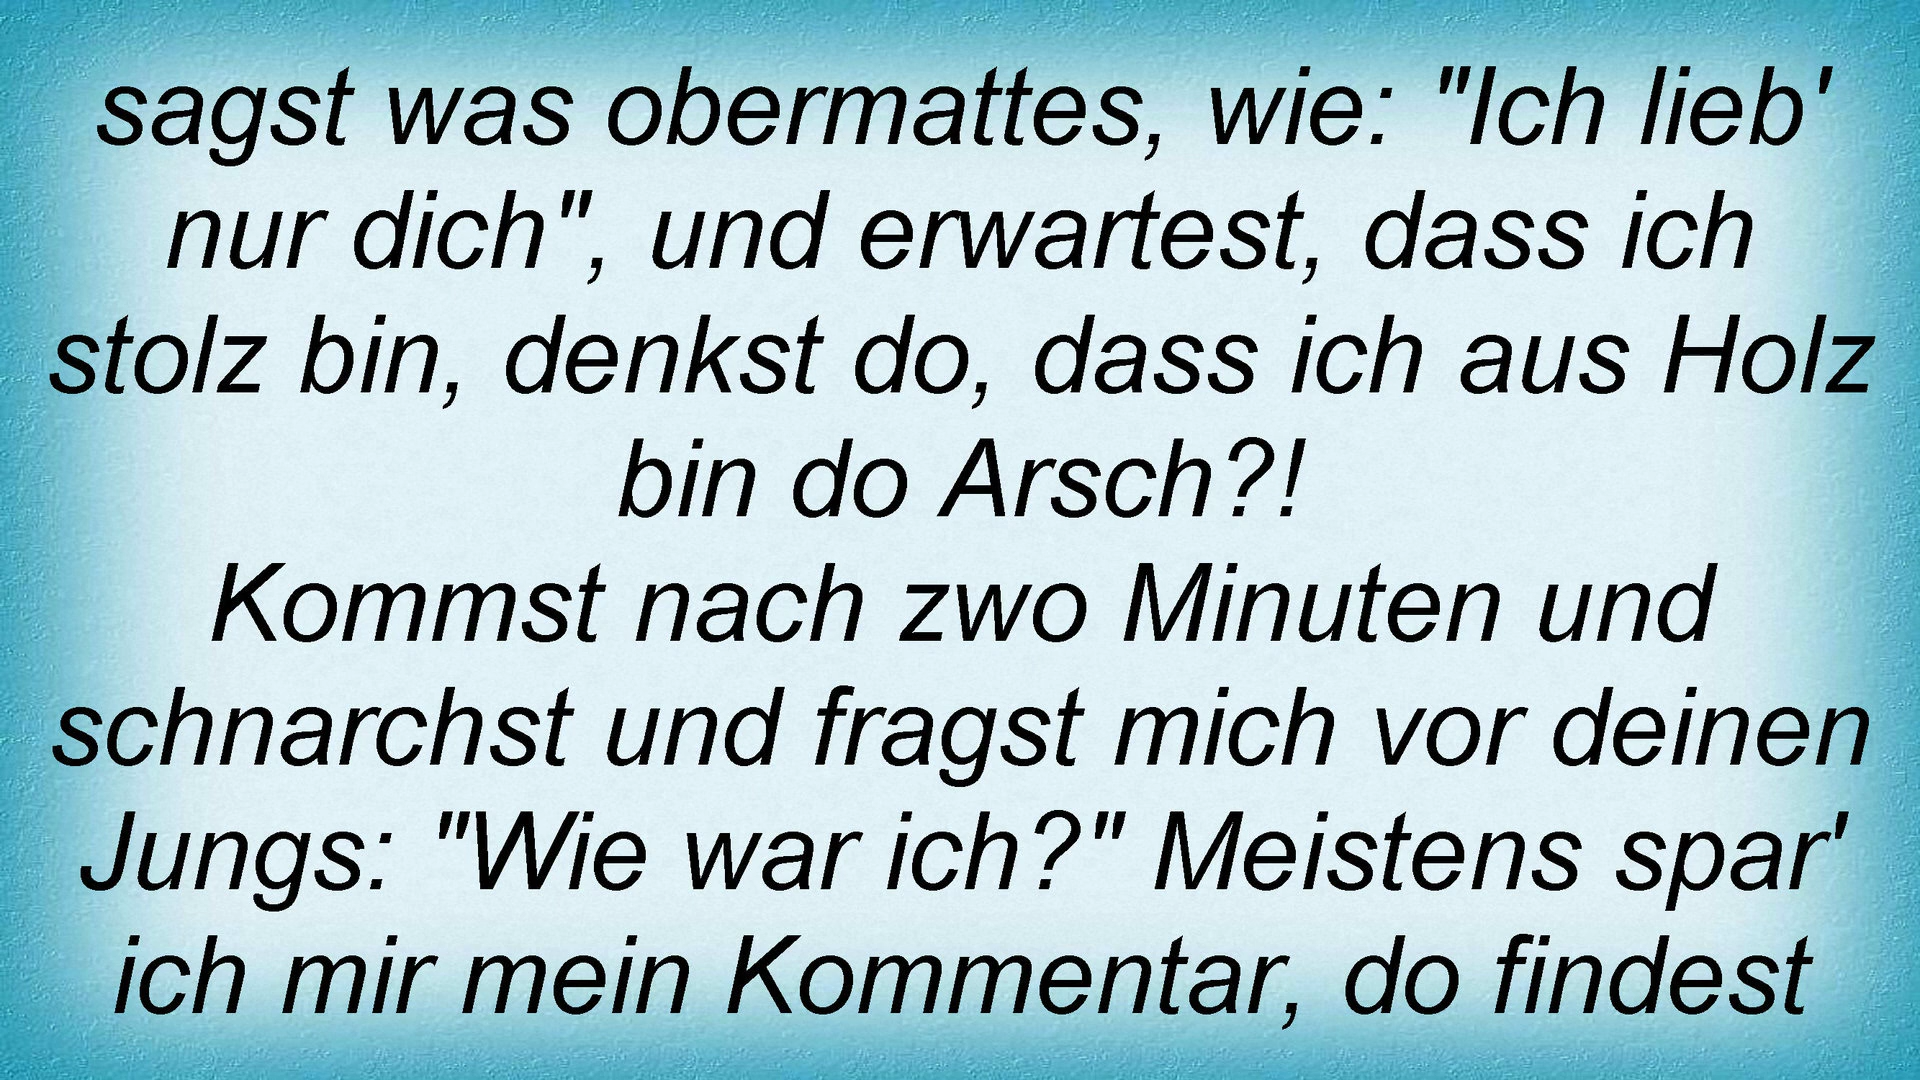 sagst was obermattes, wie: "Ich lieb'
nur dich", und erwartest, dass ich
stolz bin, denkst do, dass ich aus Holz
bin do Arsch?!
Kommst nach zwo Minuten und
schnarchst und fragst mich vor deinen
Jungs: "Wie war ich?" Meistens spar'
ich mir mein Kommentar, do findest